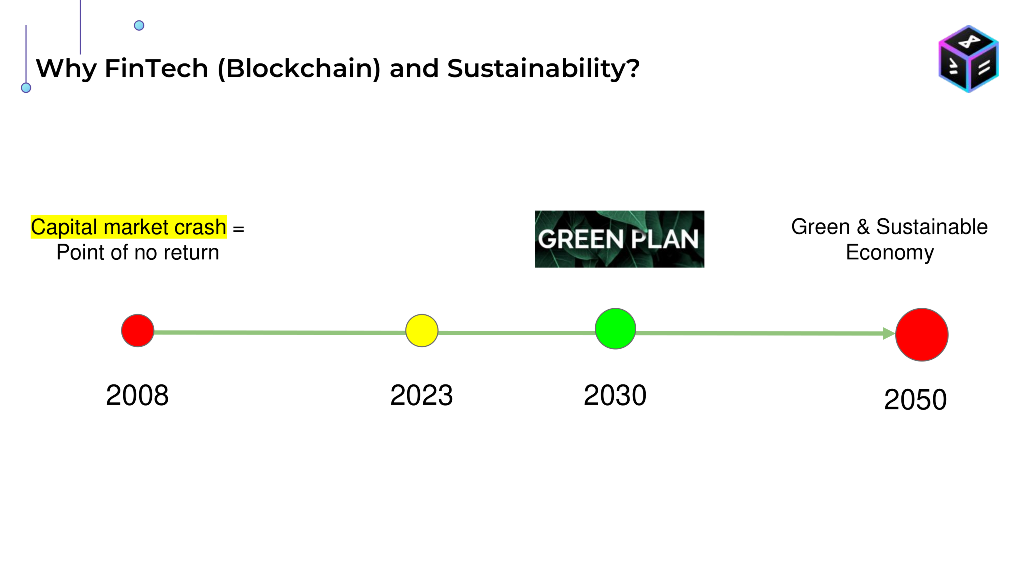 Why FinTech (Blockchain) and Sustainability?
Capital market crash =
Point of no return
GREEN PLAN
Green & Sustainable
Economy
2008
2023
2030
2050